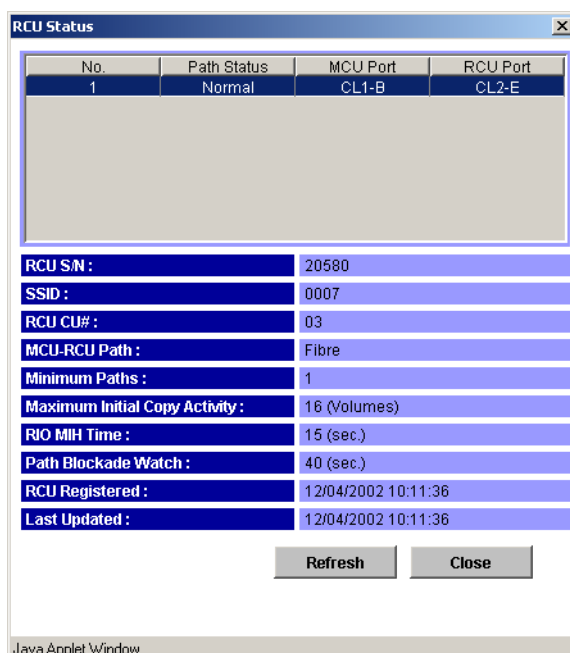 RCU Status
No. Path Status MCU Port RCU Port
1 Normal CL1-B CL2-E
RCU S/N : 20580
SSID : 0007
RCU CU# : 03
MCU-RCU Path : Fibre
Minimum Paths : 1
Maximum Initial Copy Activity : 16 (Volumes)
RIO MIH Time : 15 (sec.)
Path Blockade Watch : 40 (sec.)
RCU Registered : 12/04/2002 10:11:36
Last Updated : 12/04/2002 10:11:36
Refresh Close
Java Applet Window